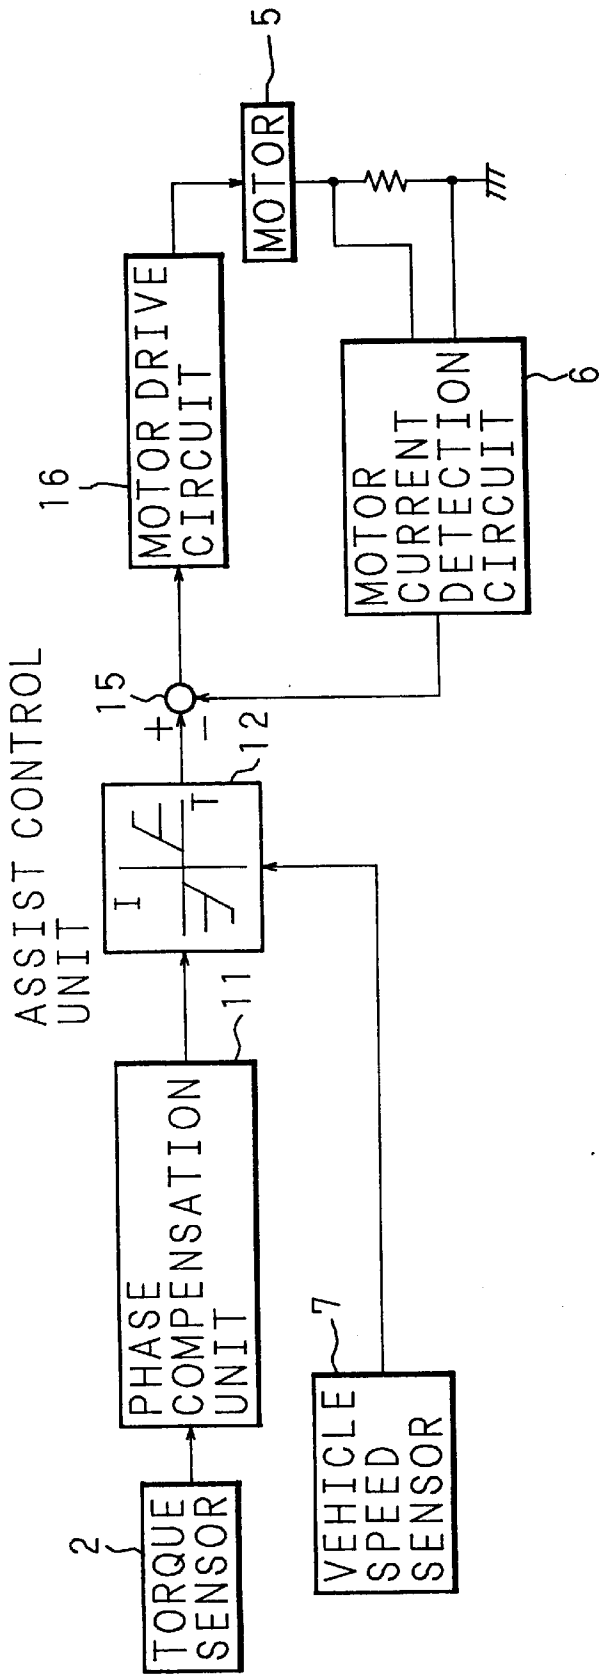 ASSIST CONTROL
UNIT
2
TORQUE
SENSOR
PHASE
COMPENSATION
UNIT
11
I
T
12
+
-
15
16
MOTOR DRIVE
CIRCUIT
5
MOTOR
7
VEHICLE
SPEED
SENSOR
MOTOR
CURRENT
DETECTION
CIRCUIT
6